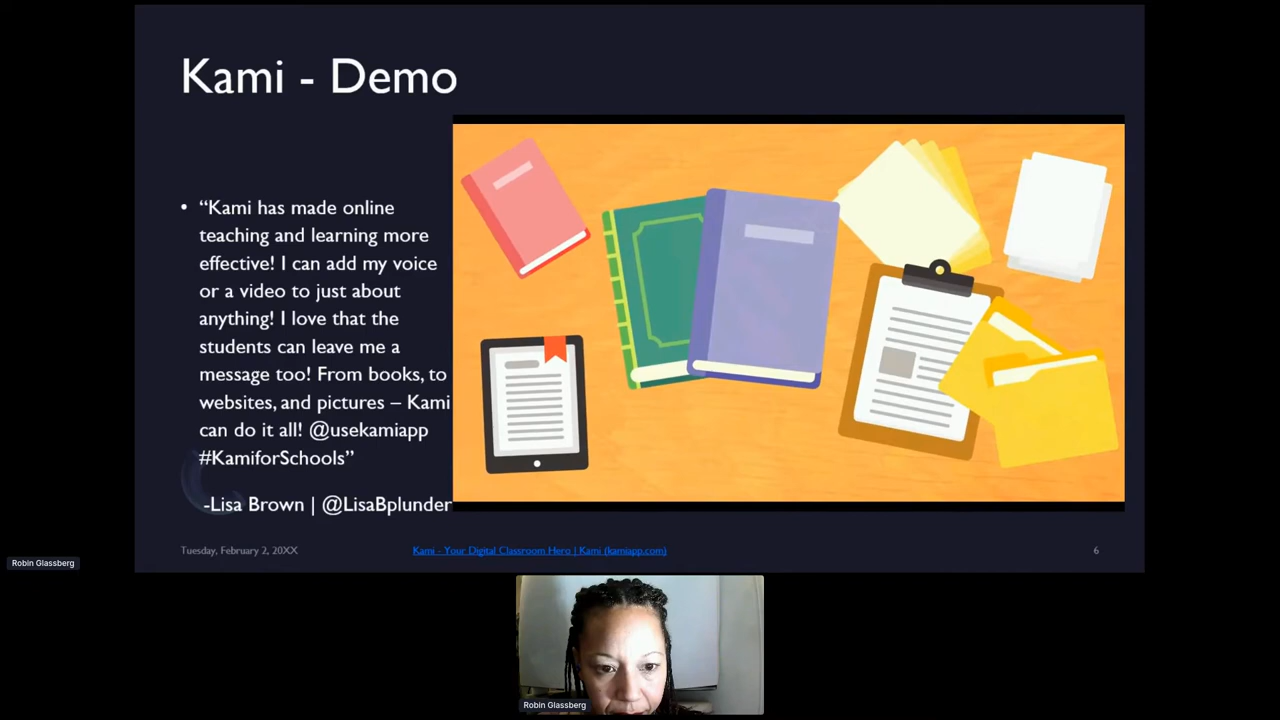 Kami - Demo
• “Kami has made online
teaching and learning more
effective! I can add my voice
or a video to just about
anything! I love that the
students can leave me a
message too! From books, to
websites, and pictures – Kami
can do it all! @usekamiapp
#KamiforSchools”
-Lisa Brown | @LisaBplunder
Tuesday, February 2, 20XX
Kami - Your Digital Classroom Hero | Kami (kamiapp.com)
6
Robin Glassberg
Robin Glassberg